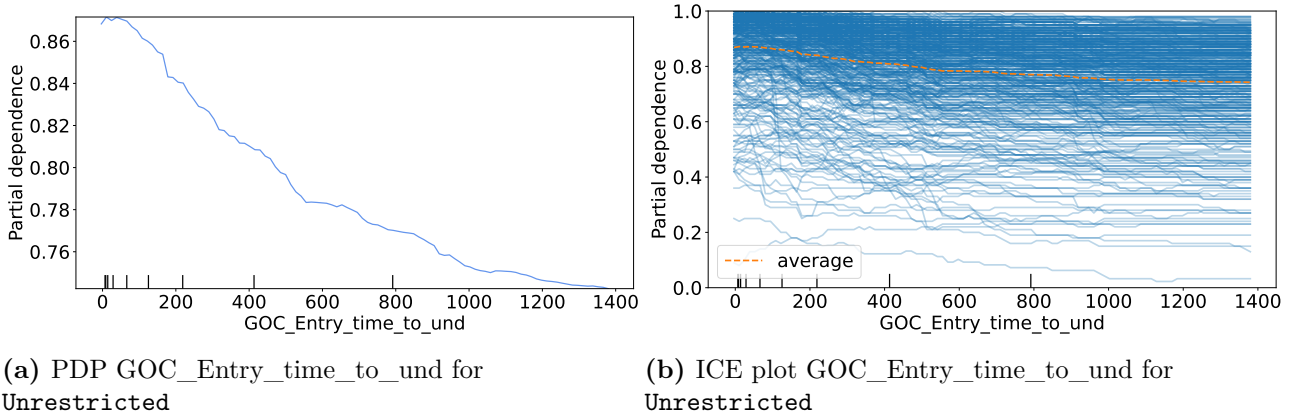 0.86
0.84
0.82
0.80
0.78
0.76
Partial dependence
0 200 400 600 800 1000 1200 1400
GOC_Entry_time_to_und
(a) PDP GOC_Entry_time_to_und for
Unrestricted
1.0
0.8
0.6
0.4
0.2
0.0
Partial dependence
average
0 200 400 600 800 1000 1200 1400
GOC_Entry_time_to_und
(b) ICE plot GOC_Entry_time_to_und for
Unrestricted